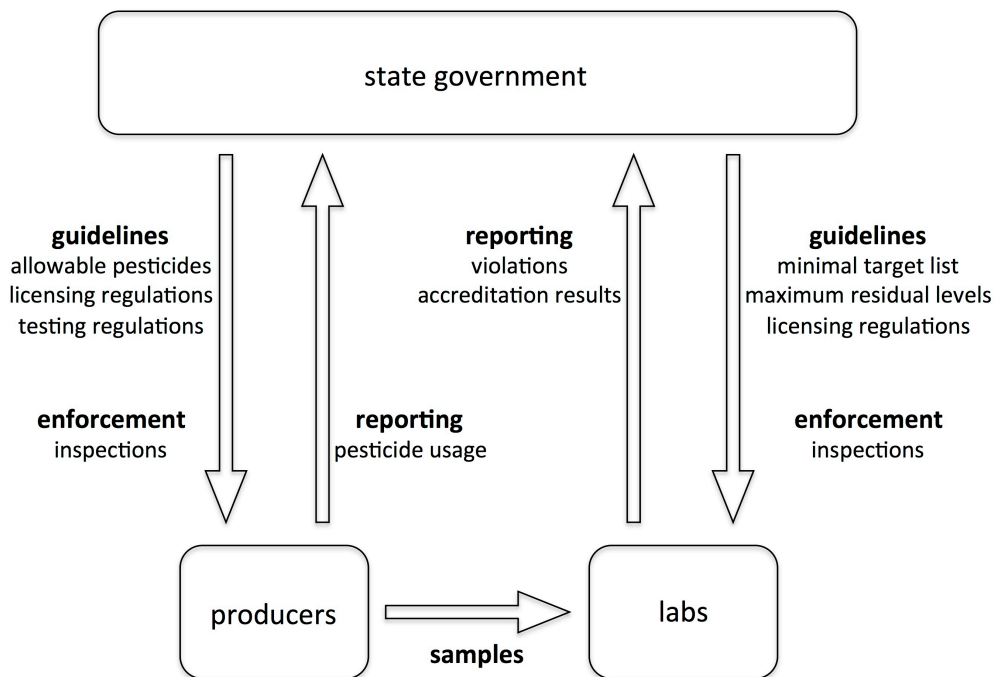 state government
guidelines
allowable pesticides
licensing regulations
testing regulations
enforcement
inspections
reporting
pesticide usage
reporting
violations
accreditation results
guidelines
minimal target list
maximum residual levels
licensing regulations
enforcement
inspections
producers
samples
labs